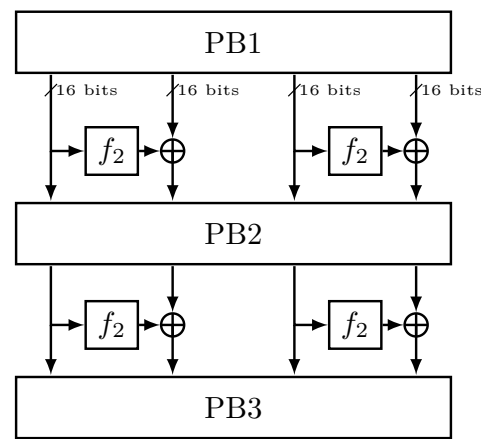 PB1
16 bits 16 bits 16 bits 16 bits
f₂ f₂
PB2
f₂ f₂
PB3